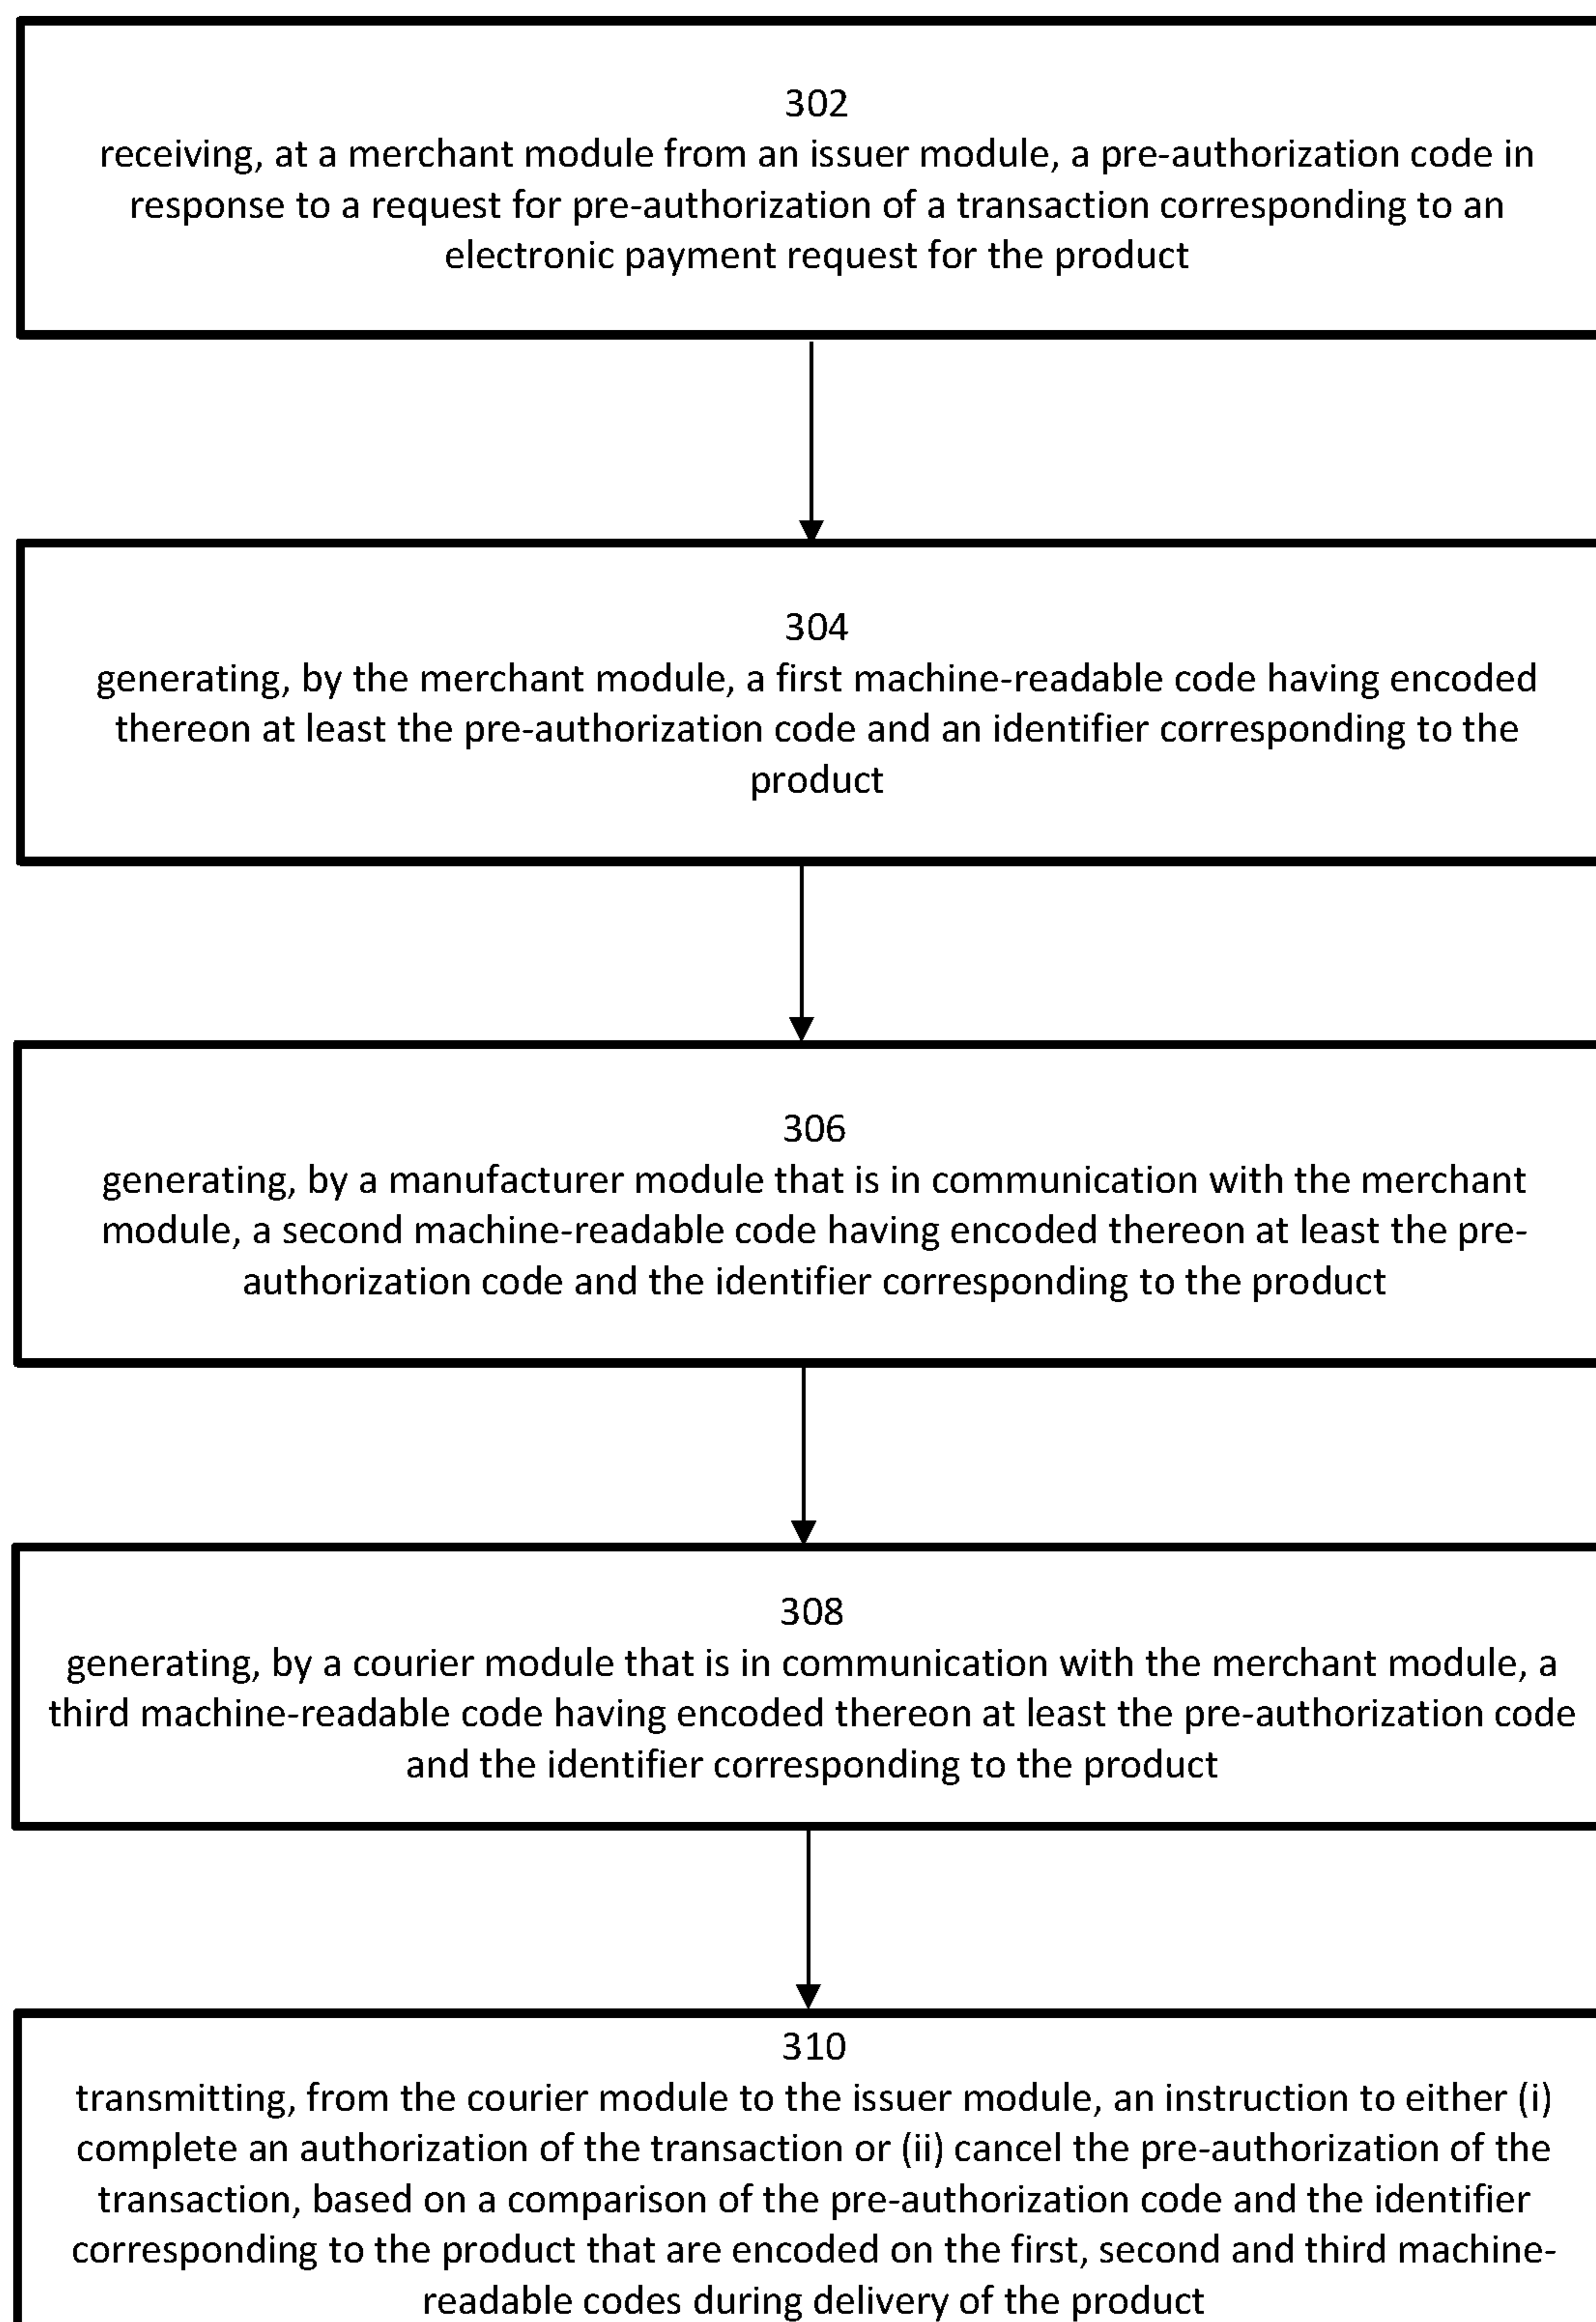 302
receiving, at a merchant module from an issuer module, a pre-authorization code in
response to a request for pre-authorization of a transaction corresponding to an
electronic payment request for the product
304
generating, by the merchant module, a first machine-readable code having encoded
thereon at least the pre-authorization code and an identifier corresponding to the
product
306
generating, by a manufacturer module that is in communication with the merchant
module, a second machine-readable code having encoded thereon at least the pre-
authorization code and the identifier corresponding to the product
308
generating, by a courier module that is in communication with the merchant module, a
third machine-readable code having encoded thereon at least the pre-authorization code
and the identifier corresponding to the product
310
transmitting, from the courier module to the issuer module, an instruction to either (i)
complete an authorization of the transaction or (ii) cancel the pre-authorization of the
transaction, based on a comparison of the pre-authorization code and the identifier
corresponding to the product that are encoded on the first, second and third machine-
readable codes during delivery of the product